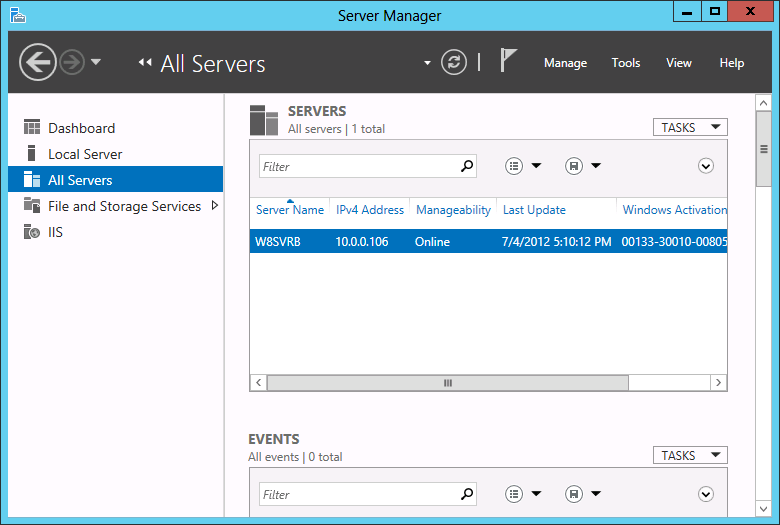 Server Manager
All Servers
Manage Tools View Help
Dashboard
Local Server
All Servers
File and Storage Services
IIS
SERVERS
All servers | 1 total
TASKS
Filter
Server Name IPv4 Address Manageability Last Update Windows Activation
W8SVRB 10.0.0.106 Online 7/4/2012 5:10:12 PM 00133-30010-00805
EVENTS
All events | 0 total
TASKS
Filter